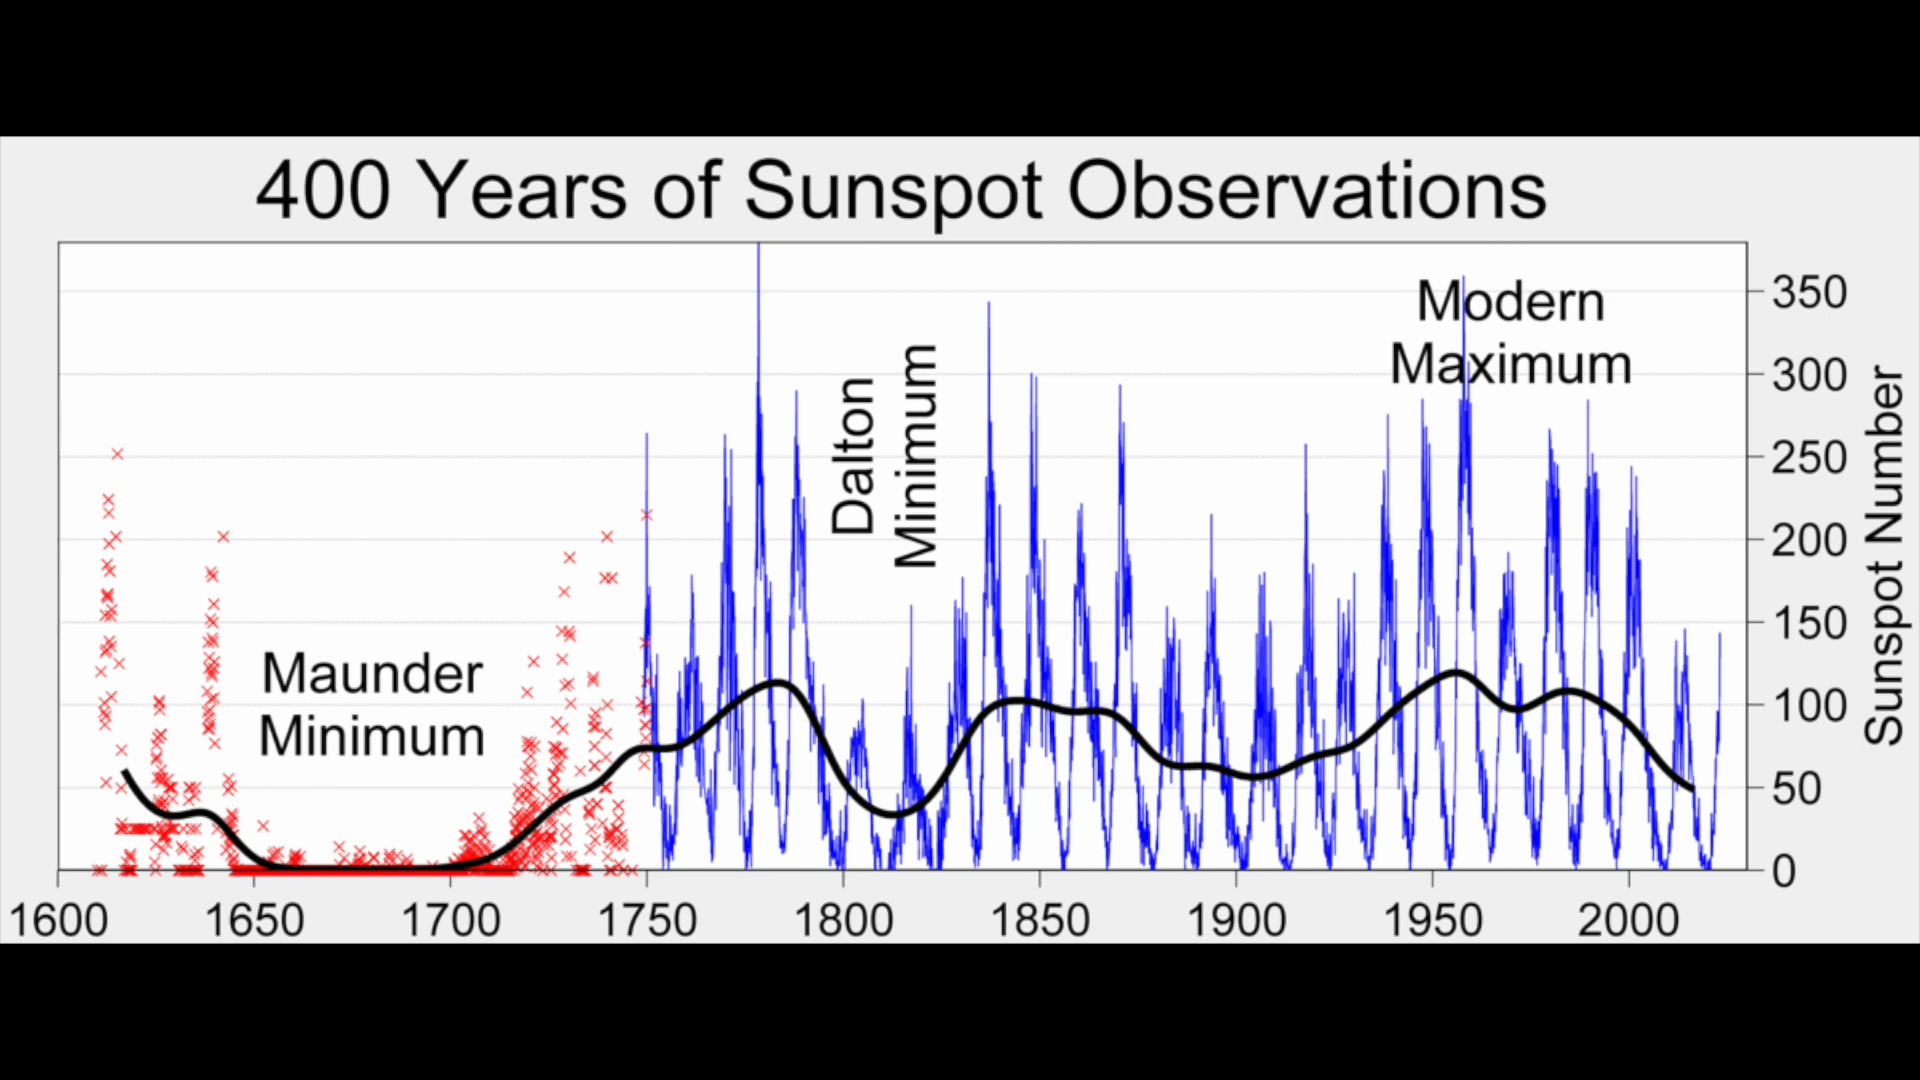 400 Years of Sunspot Observations
Modern
Maximum
Dalton
Minimum
Maunder
Minimum
350
300
250
200
150
100
50
0
Sunspot Number
1600 1650 1700 1750 1800 1850 1900 1950 2000